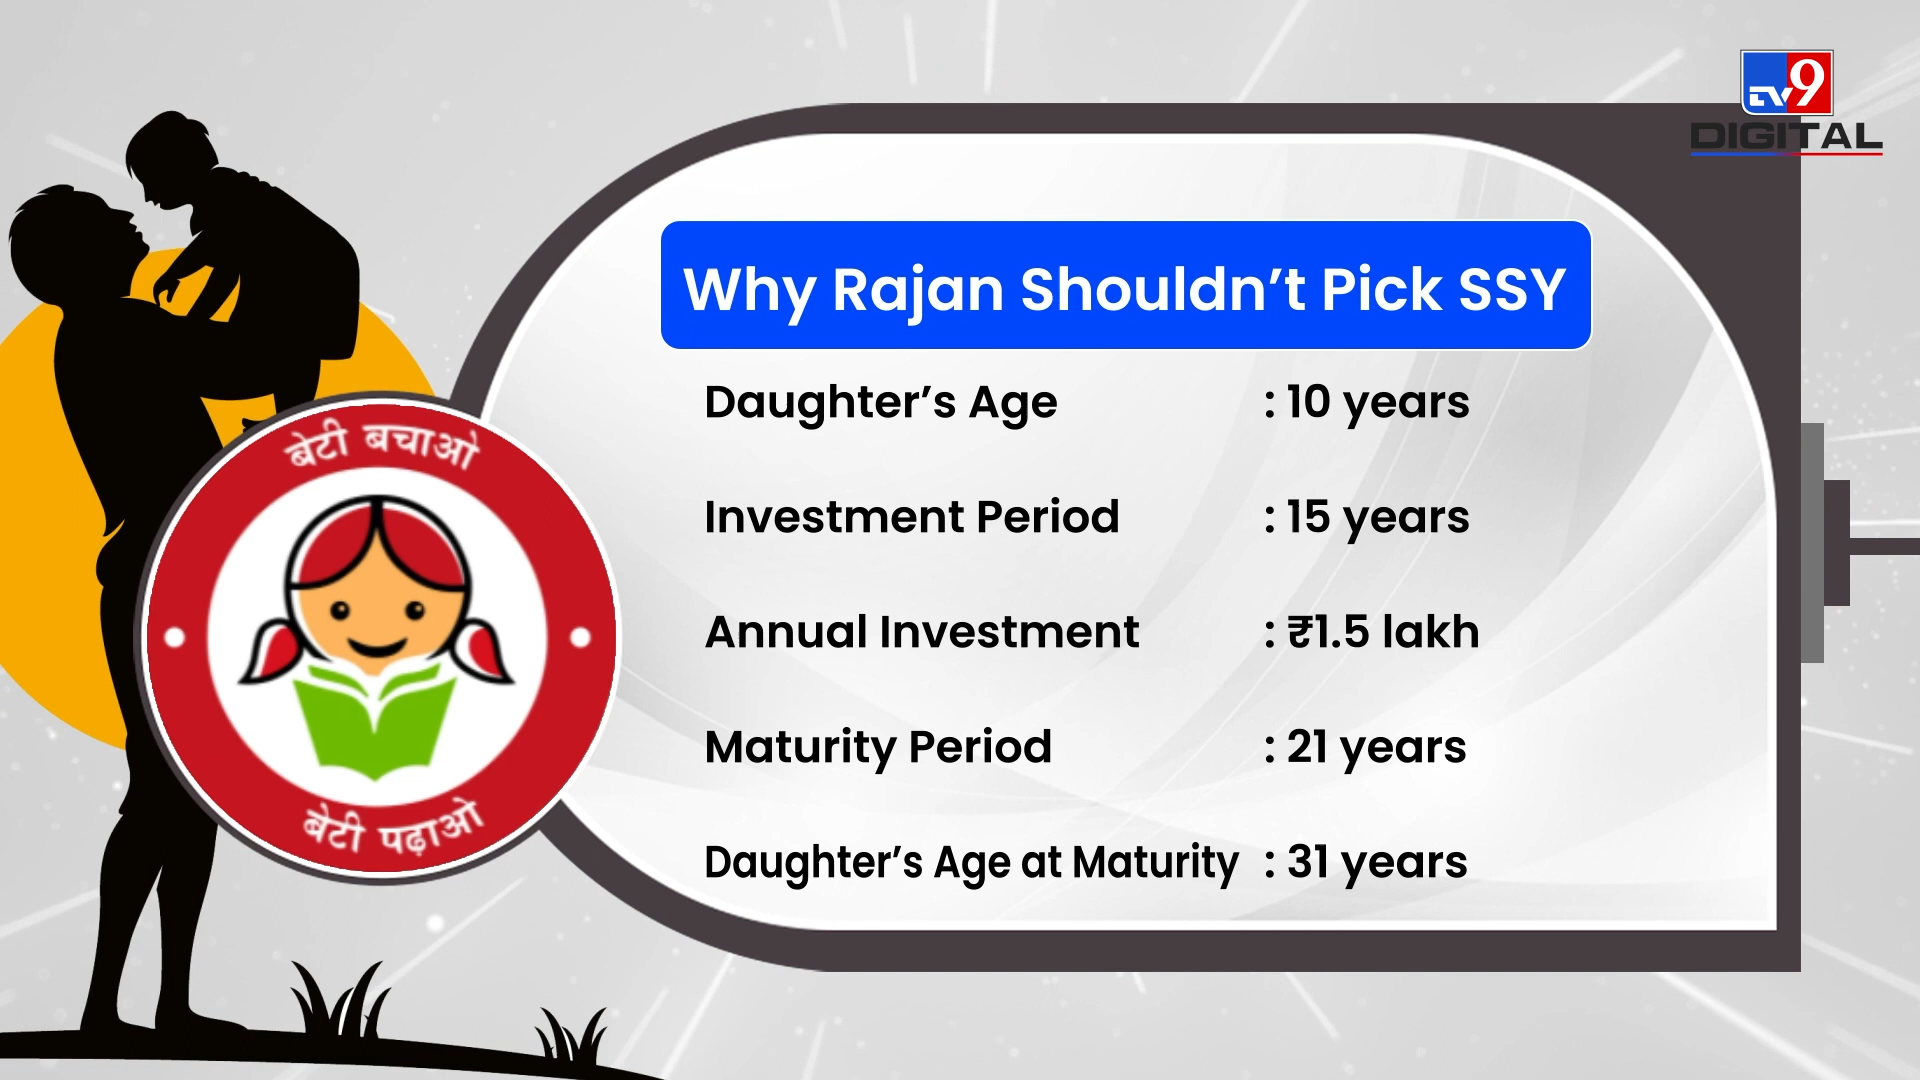 TV9
DIGITAL
Why Rajan Shouldn’t Pick SSY
Daughter’s Age : 10 years
Investment Period : 15 years
Annual Investment : ₹1.5 lakh
Maturity Period : 21 years
Daughter’s Age at Maturity : 31 years
बेटी बचाओ
बेटी पढ़ाओ